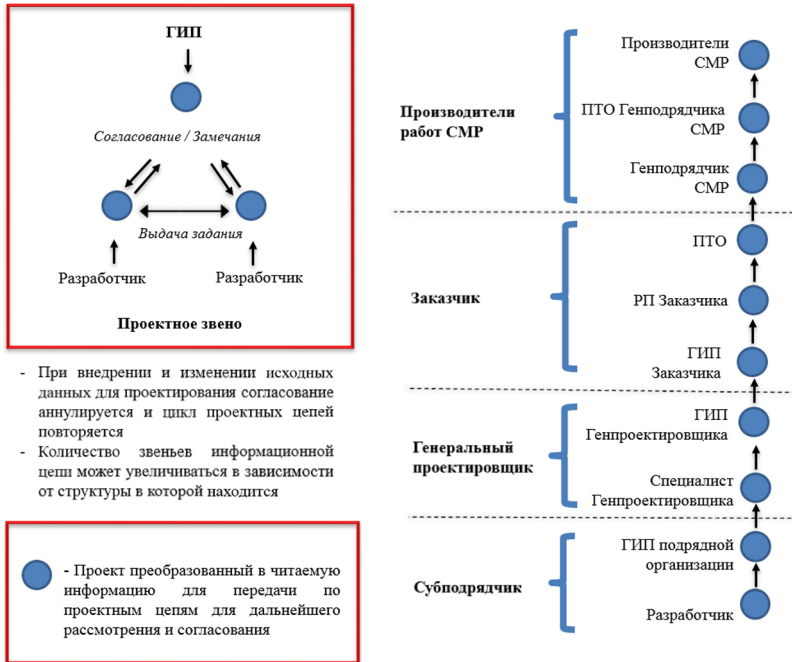 ГИП
Согласование / Замечания
Выдача задания
Разработчик
Разработчик
Проектное звено
- При внедрении и изменении исходных
данных для проектирования согласование
аннулируется и цикл проектных цепей
повторяется
- Количество звеньев информационной
цепи может увеличиваться в зависимости
от структуры в которой находится
- Проект преобразованный в читаемую
информацию для передачи по
проектным цепям для дальнейшего
рассмотрения и согласования
Производители
работ СМР
Производители
СМР
ПТО Генподрядчика
СМР
Генподрядчик
СМР
Заказчик
ПТО
РП Заказчика
ГИП
Заказчика
Генеральный
проектировщик
ГИП
Генпроектировщика
Специалист
Генпроектировщика
Субподрядчик
ГИП подрядной
организации
Разработчик